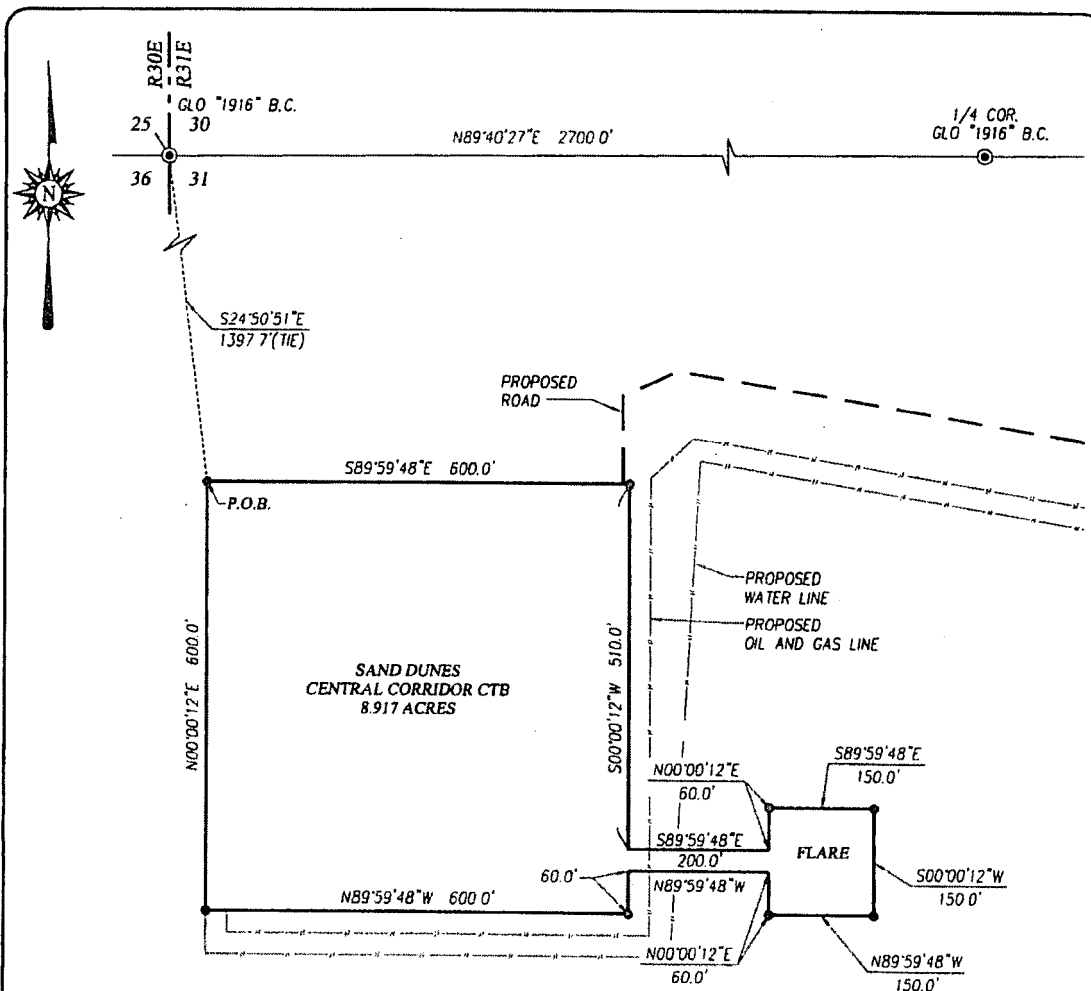 R30E
R31E
GLO "1916" B.C.
25 30
36 31
N89°40'27"E 2700 0'
1/4 COR.
GLO "1916" B.C.
N
S24°50'51"E
1397 7'(TIE)
PROPOSED
ROAD
S89°59'48"E 600.0'
P.O.B.
PROPOSED
WATER LINE
PROPOSED
OIL AND GAS LINE
N00°00'12"E 600.0'
SAND DUNES
CENTRAL CORRIDOR CTB
8.917 ACRES
S00°00'12"W 510.0'
N00°00'12"E
60.0'
S89°59'48"E
150.0'
S89°59'48"E
200.0'
N89°59'48"W
FLARE
S00°00'12"W
150 0'
60.0'
N89°59'48"W 600 0'
N00°00'12"E
60.0'
N89°59'48"W
150.0'